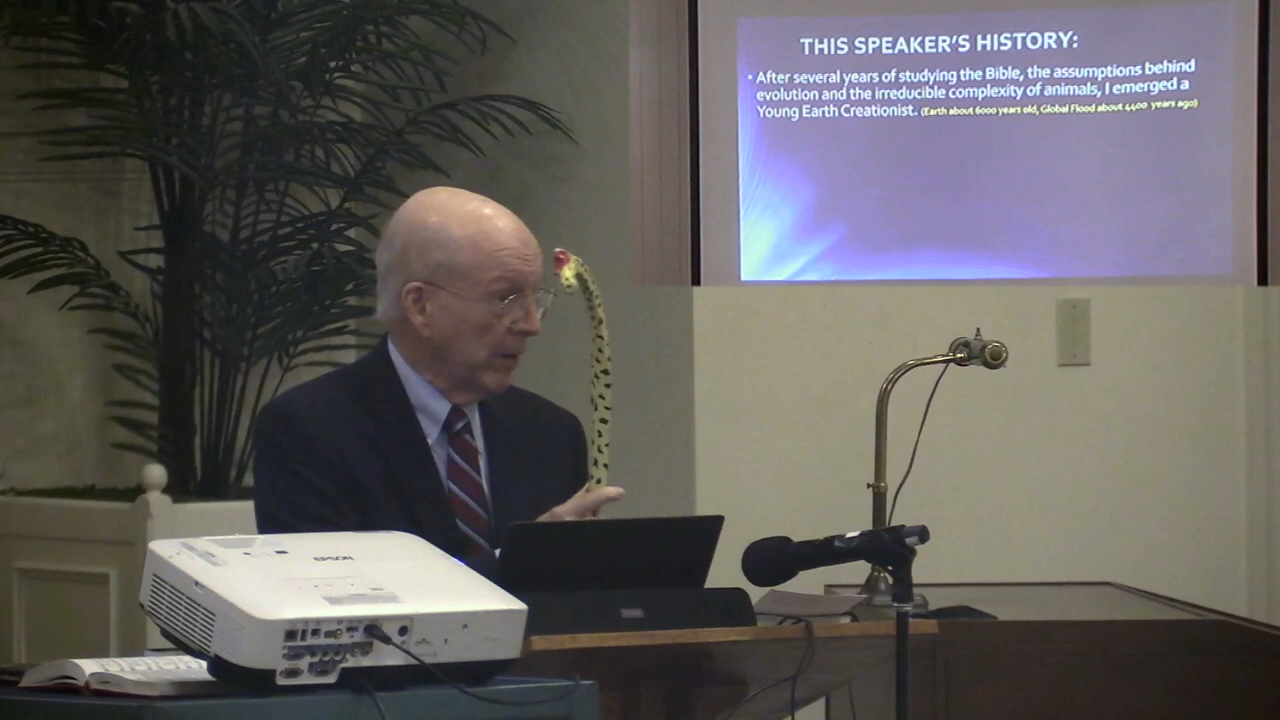 THIS SPEAKER'S HISTORY:
• After several years of studying the Bible, the assumptions behind
evolution and the irreducible complexity of animals, I emerged a
Young Earth Creationist. (Earth about 6000 years old, Global Flood about 4400 years ago)
EPSON